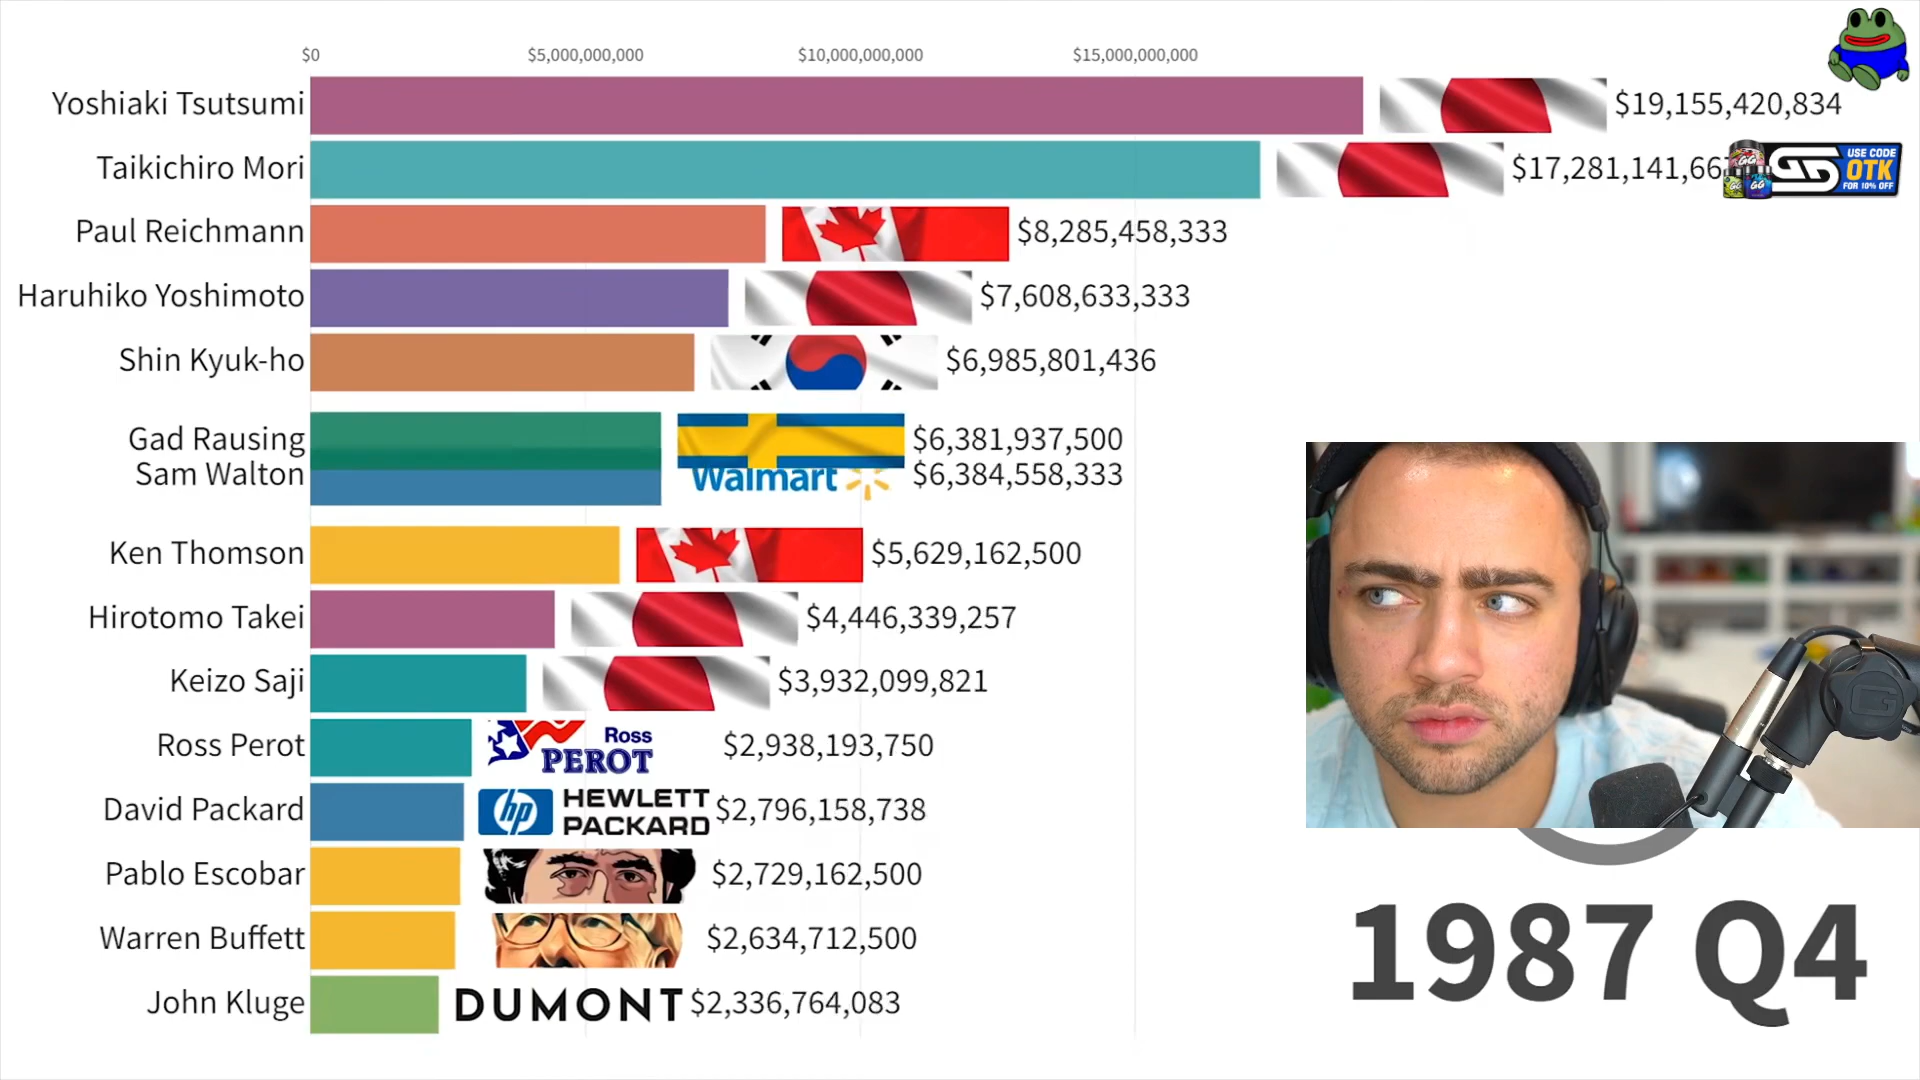 $0 $5,000,000,000 $10,000,000,000 $15,000,000,000
Yoshiaki Tsutsumi $19,155,420,834
Taikichiro Mori $17,281,141,66
USE CODE
OTK
FOR 10% OFF
Paul Reichmann $8,285,458,333
Haruhiko Yoshimoto $7,608,633,333
Shin Kyuk-ho $6,985,801,436
Gad Rausing $6,381,937,500
Sam Walton Walmart $6,384,558,333
Ken Thomson $5,629,162,500
Hirotomo Takei $4,446,339,257
Keizo Saji $3,932,099,821
Ross Perot Ross PEROT $2,938,193,750
David Packard hp HEWLETT PACKARD $2,796,158,738
Pablo Escobar $2,729,162,500
Warren Buffett $2,634,712,500
John Kluge DUMONT $2,336,764,083
1987 Q4